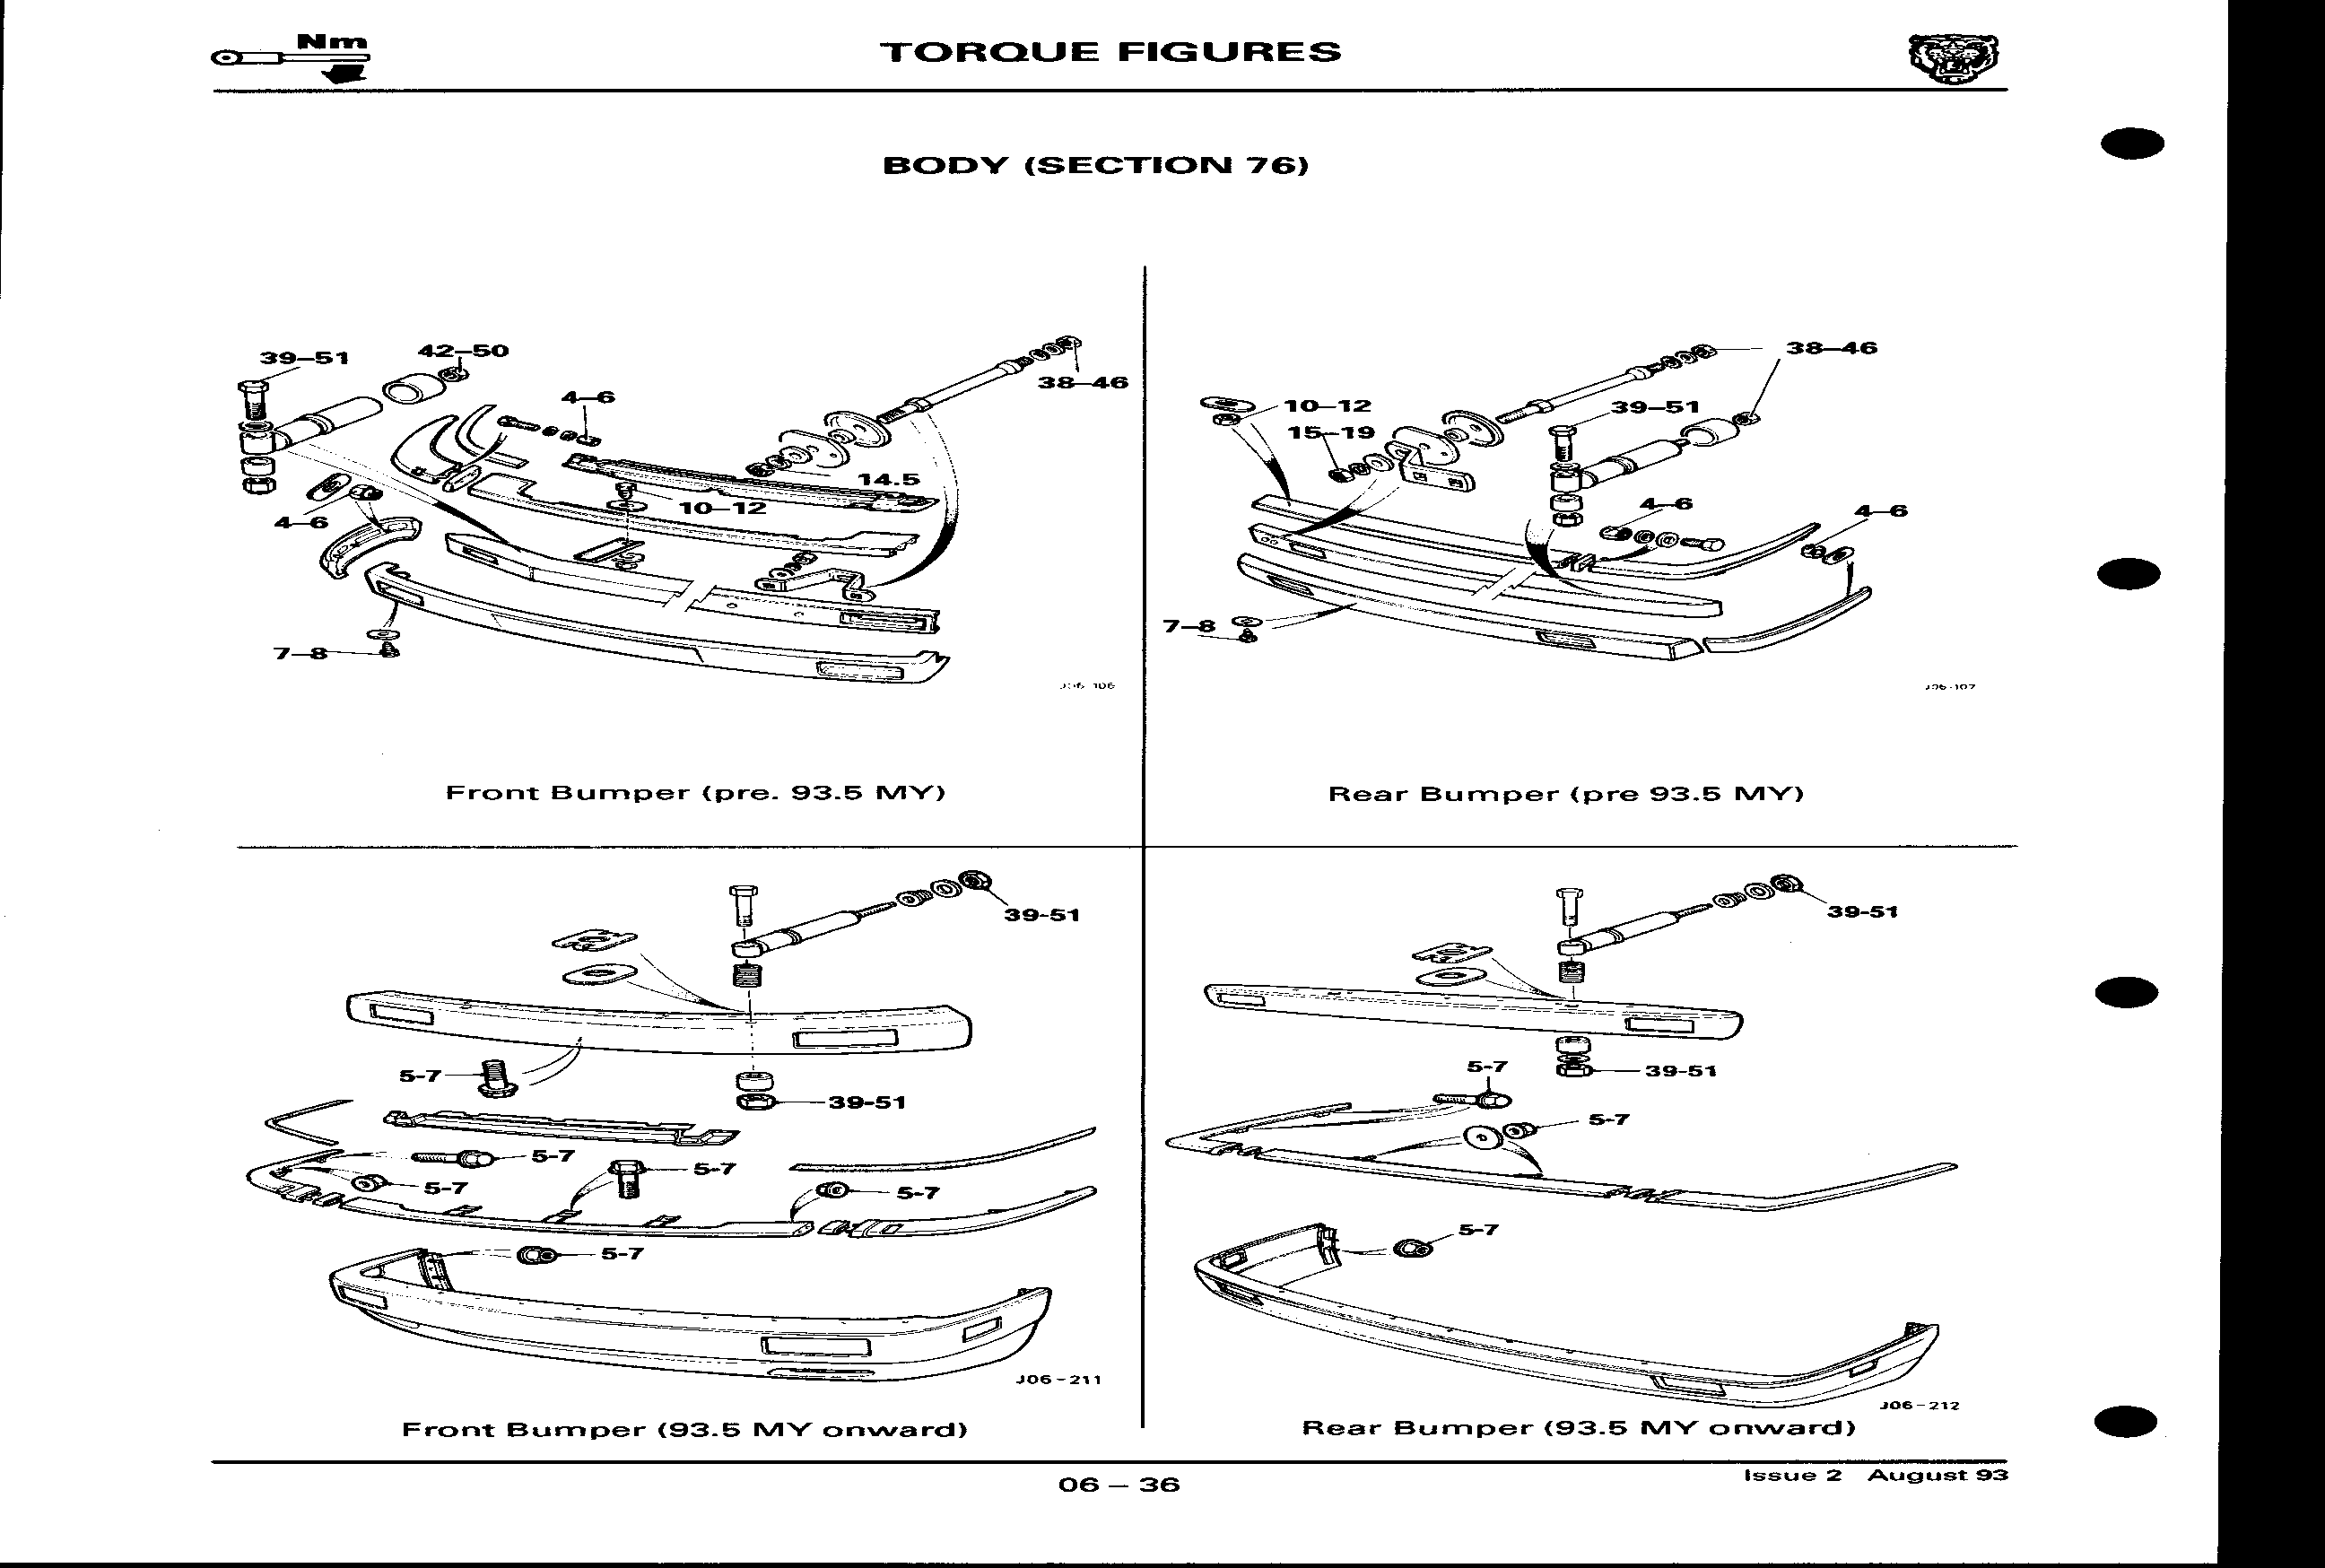 Nm
TORQUE FIGURES
BODY (SECTION 76)
39–51
42–50
4–6
38–46
14.5
10–12
4–6
7–8
Front Bumper (pre. 93.5 MY)
38–46
10–12
39–51
15–19
4–6
4–6
7–8
J06-107
Rear Bumper (pre 93.5 MY)
39-51
5-7
39-51
5-7
5-7
5-7
5-7
5-7
J06-211
Front Bumper (93.5 MY onward)
39-51
5-7
39-51
5-7
5-7
J06-212
Rear Bumper (93.5 MY onward)
06 – 36
Issue 2 August 93